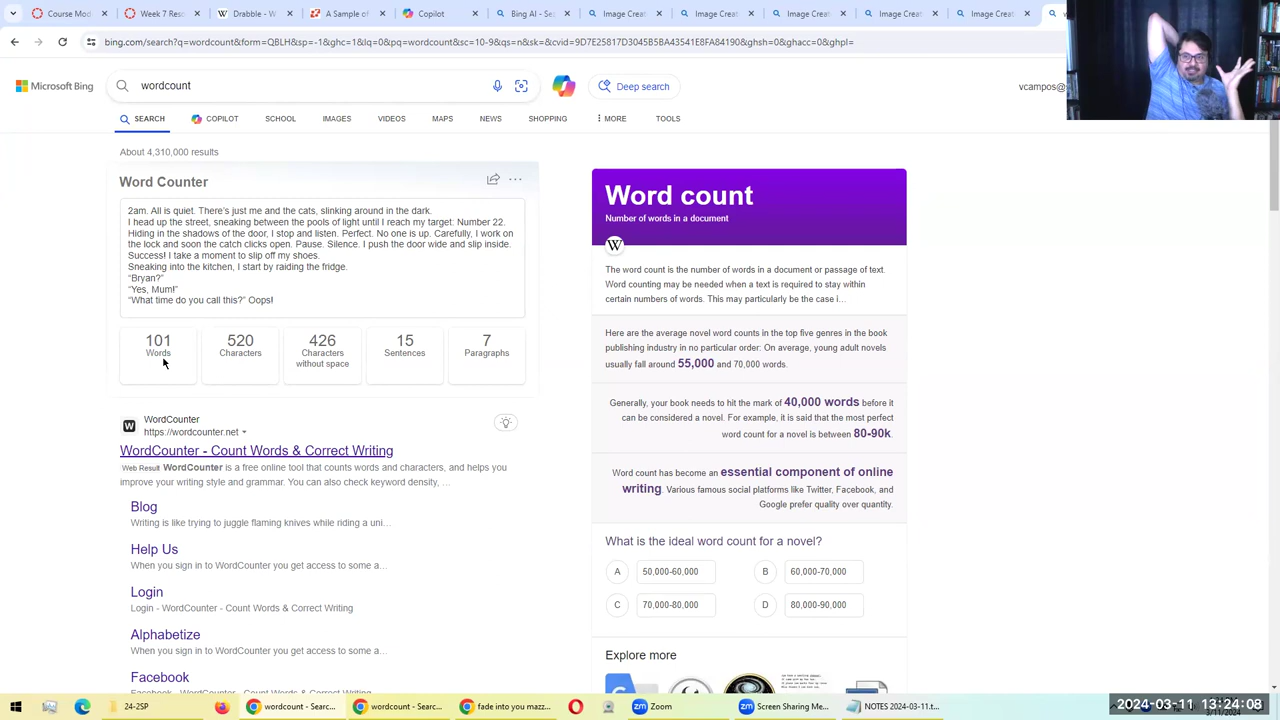 Course Mod
Week 7 Res
Drabble - W
A Sample o
Copilot
Using AI - S
Image Creat
Image Creat
Image Creat
Image Creat
Image Creat
bing.com/search?q=wordcount&form=QBLH&sp=-1&ghc=1&lq=0&pq=wordcount&sc=10-9&qs=n&sk=&cvid=9D7E25817D3045B5BA43541E8FA84190&ghsh=0&ghacc=0&ghpl=
Microsoft Bing
wordcount
Deep search
vcampos@
SEARCH
COPILOT
SCHOOL
IMAGES
VIDEOS
MAPS
NEWS
SHOPPING
MORE
TOOLS
About 4,310,000 results
Word Counter
2am. All is quiet. There's just me and the cats, slinking around in the dark.
I head up the street, sneaking between the pools of light until I reach my target: Number 22.
Hiding in the shadows of the door, I stop and listen. Perfect. No one is up. Carefully, I work on
the lock and soon the catch clicks open. Pause. Silence. I push the door wide and slip inside.
Success! I take a moment to slip off my shoes.
Sneaking into the kitchen, I start by raiding the fridge.
“Bryan?”
“Yes, Mum!”
“What time do you call this?” Oops!
101
Words
520
Characters
426
Characters
without space
15
Sentences
7
Paragraphs
WordCounter
https://wordcounter.net
WordCounter - Count Words & Correct Writing
Web Result WordCounter is a free online tool that counts words and characters, and helps you
improve your writing style and grammar. You can also check keyword density, ...
Blog
Writing is like trying to juggle flaming knives while riding a uni...
Help Us
When you sign in to WordCounter you get access to some a...
Login
Login - WordCounter - Count Words & Correct Writing
Alphabetize
When you sign in to WordCounter you get access to some a...
Facebook
Facebook - WordCounter - Count Words & Correct Writing
Word count
Number of words in a document
W
The word count is the number of words in a document or passage of text.
Word counting may be needed when a text is required to stay within
certain numbers of words. This may particularly be the case i...
Here are the average novel word counts in the top five genres in the book
publishing industry in no particular order: On average, young adult novels
usually fall around 55,000 and 70,000 words.
Generally, your book needs to hit the mark of 40,000 words before it
can be considered a novel. For example, it is said that the most perfect
word count for a novel is between 80-90k.
Word count has become an essential component of online
writing. Various famous social platforms like Twitter, Facebook, and
Google prefer quality over quantity.
What is the ideal word count for a novel?
A 50,000-60,000
B 60,000-70,000
C 70,000-80,000
D 80,000-90,000
Explore more
24-2SP
wordcount - Searc...
wordcount - Searc...
fade into you mazz...
Zoom
Screen Sharing Me...
NOTES 2024-03-11.t...
2024-03-11 13:24:08